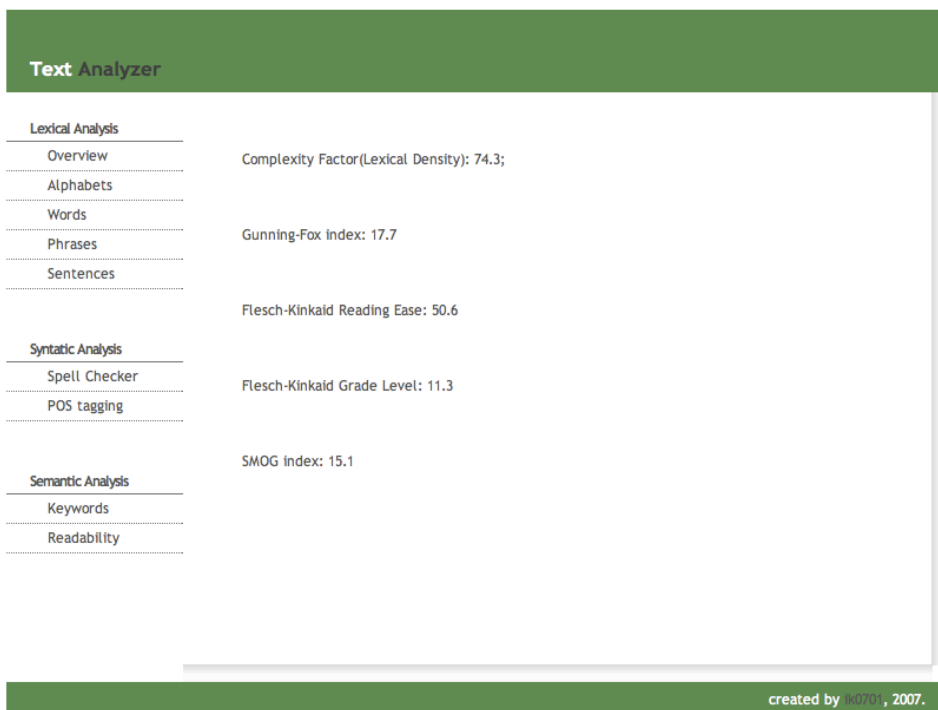 Text Analyzer
Lexical Analysis
Overview
Alphabets
Words
Phrases
Sentences
Syntatic Analysis
Spell Checker
POS tagging
Semantic Analysis
Keywords
Readability
Complexity Factor(Lexical Density): 74.3;
Gunning-Fox index: 17.7
Flesch-Kinkaid Reading Ease: 50.6
Flesch-Kinkaid Grade Level: 11.3
SMOG index: 15.1
created by lk0701, 2007.